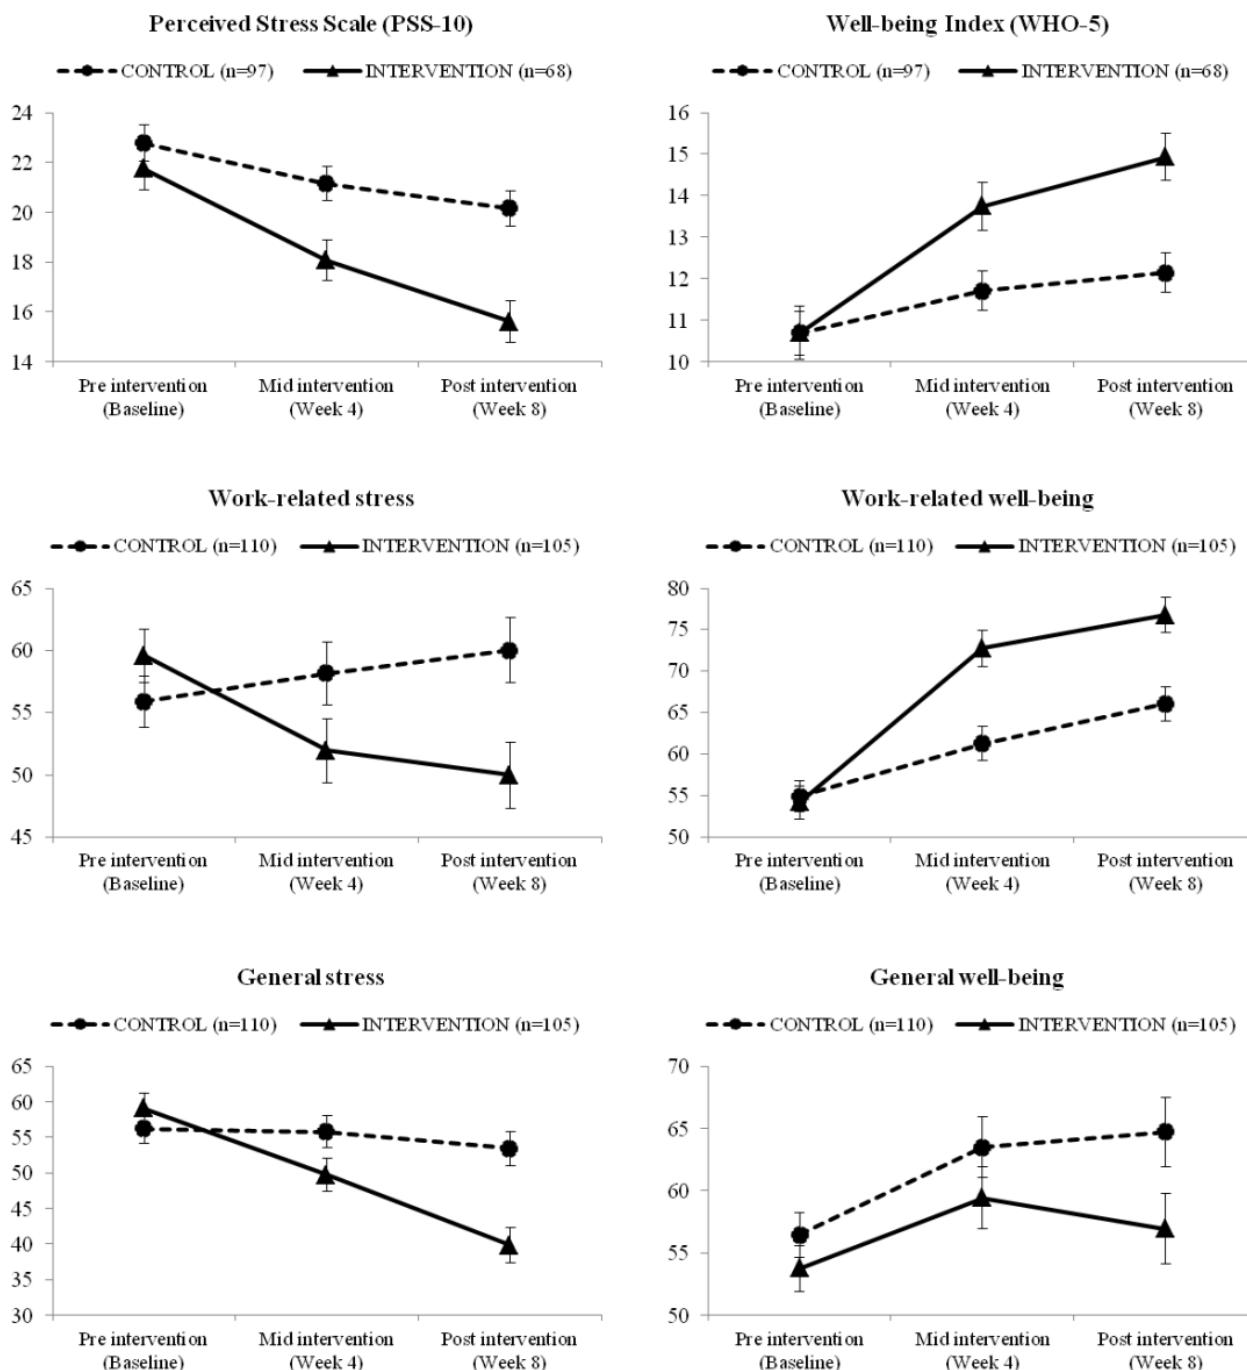 Perceived Stress Scale (PSS-10)
CONTROL (n=97) INTERVENTION (n=68)
24
22
20
18
16
14
Pre intervention (Baseline)
Mid intervention (Week 4)
Post intervention (Week 8)
Well-being Index (WHO-5)
CONTROL (n=97) INTERVENTION (n=68)
16
15
14
13
12
11
10
Pre intervention (Baseline)
Mid intervention (Week 4)
Post intervention (Week 8)
Work-related stress
CONTROL (n=110) INTERVENTION (n=105)
65
60
55
50
45
Pre intervention (Baseline)
Mid intervention (Week 4)
Post intervention (Week 8)
Work-related well-being
CONTROL (n=110) INTERVENTION (n=105)
80
75
70
65
60
55
50
Pre intervention (Baseline)
Mid intervention (Week 4)
Post intervention (Week 8)
General stress
CONTROL (n=110) INTERVENTION (n=105)
65
60
55
50
45
40
35
30
Pre intervention (Baseline)
Mid intervention (Week 4)
Post intervention (Week 8)
General well-being
CONTROL (n=110) INTERVENTION (n=105)
70
65
60
55
50
Pre intervention (Baseline)
Mid intervention (Week 4)
Post intervention (Week 8)